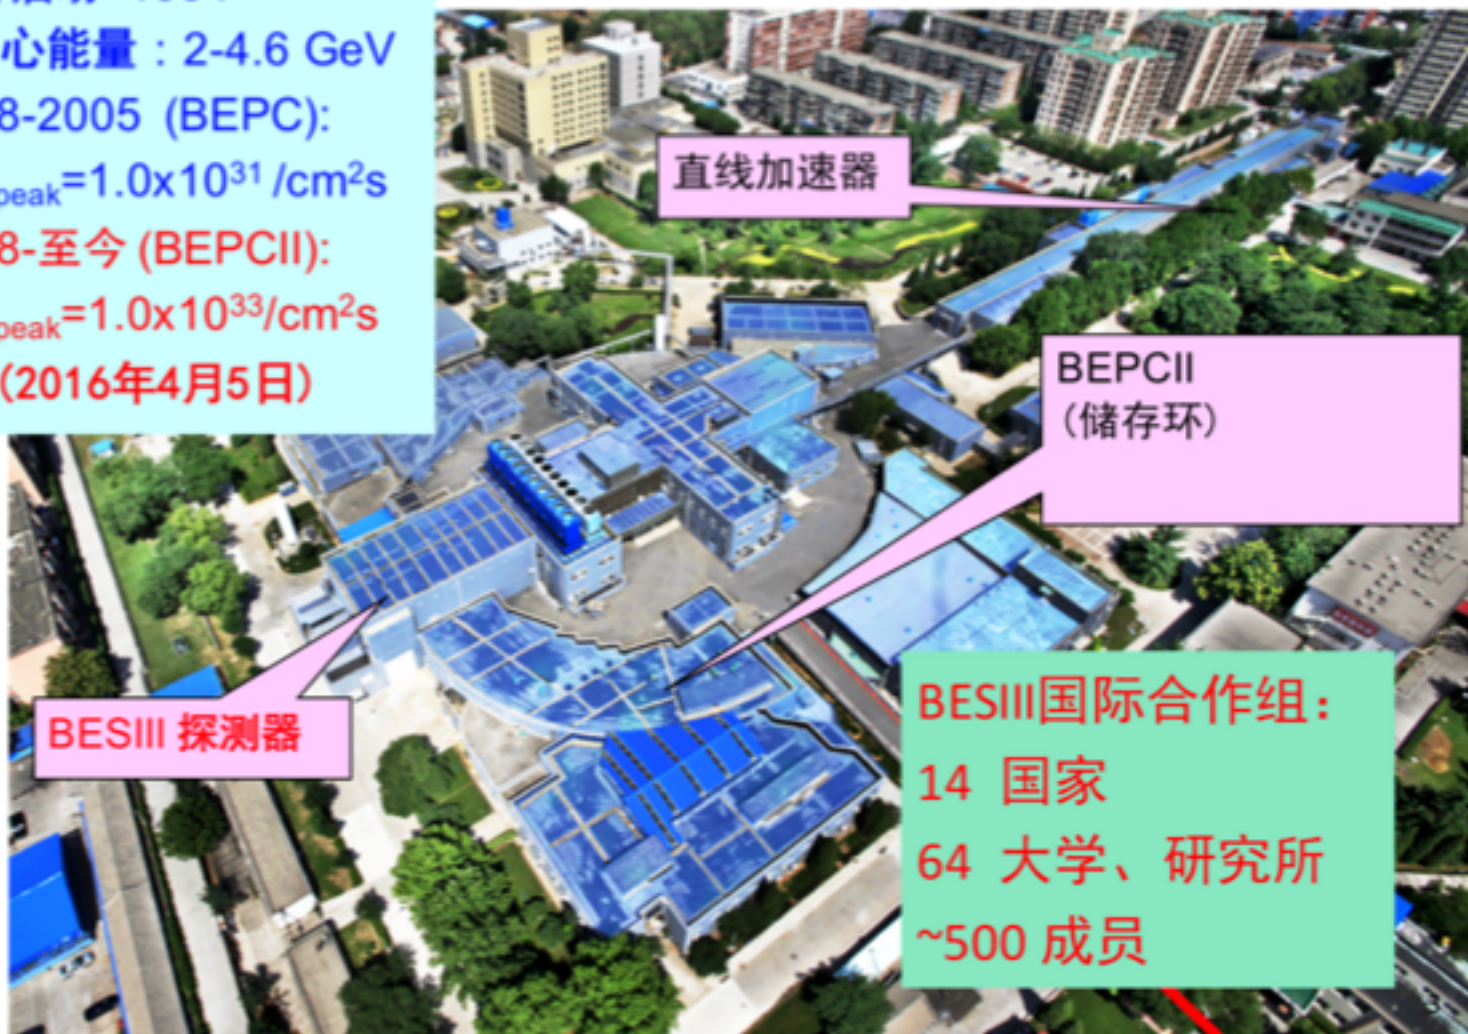 心能量：2-4.6 GeV
8-2005 (BEPC):
peak=1.0x10³¹ /cm²s
8-至今 (BEPCII):
peak=1.0x10³³/cm²s
(2016年4月5日)
直线加速器
BEPCII
(储存环)
BESIII 探测器
BESIII国际合作组：
14 国家
64 大学、研究所
~500 成员